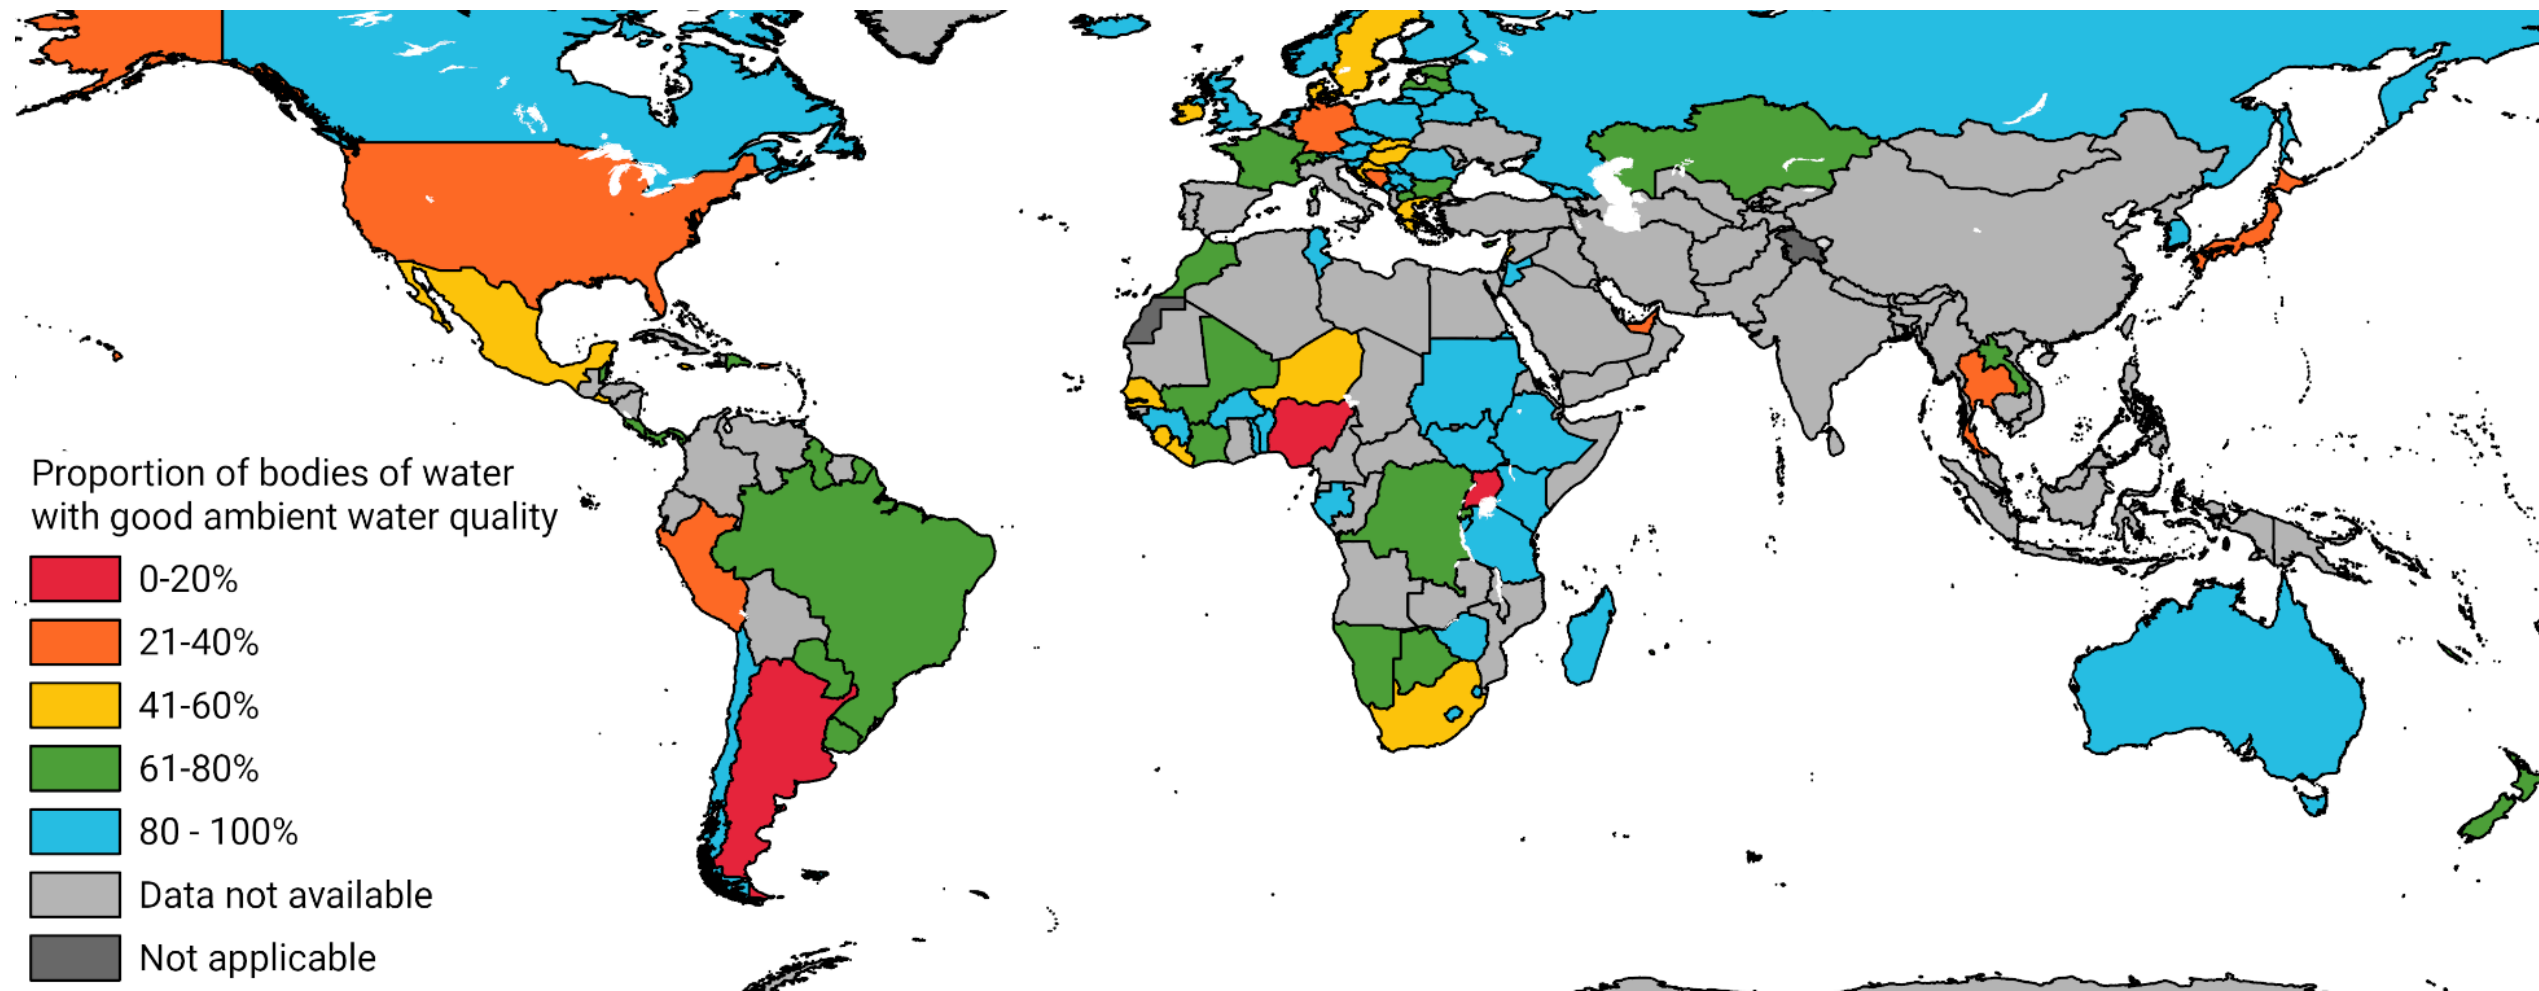 Proportion of bodies of water
with good ambient water quality
0-20%
21-40%
41-60%
61-80%
80 - 100%
Data not available
Not applicable